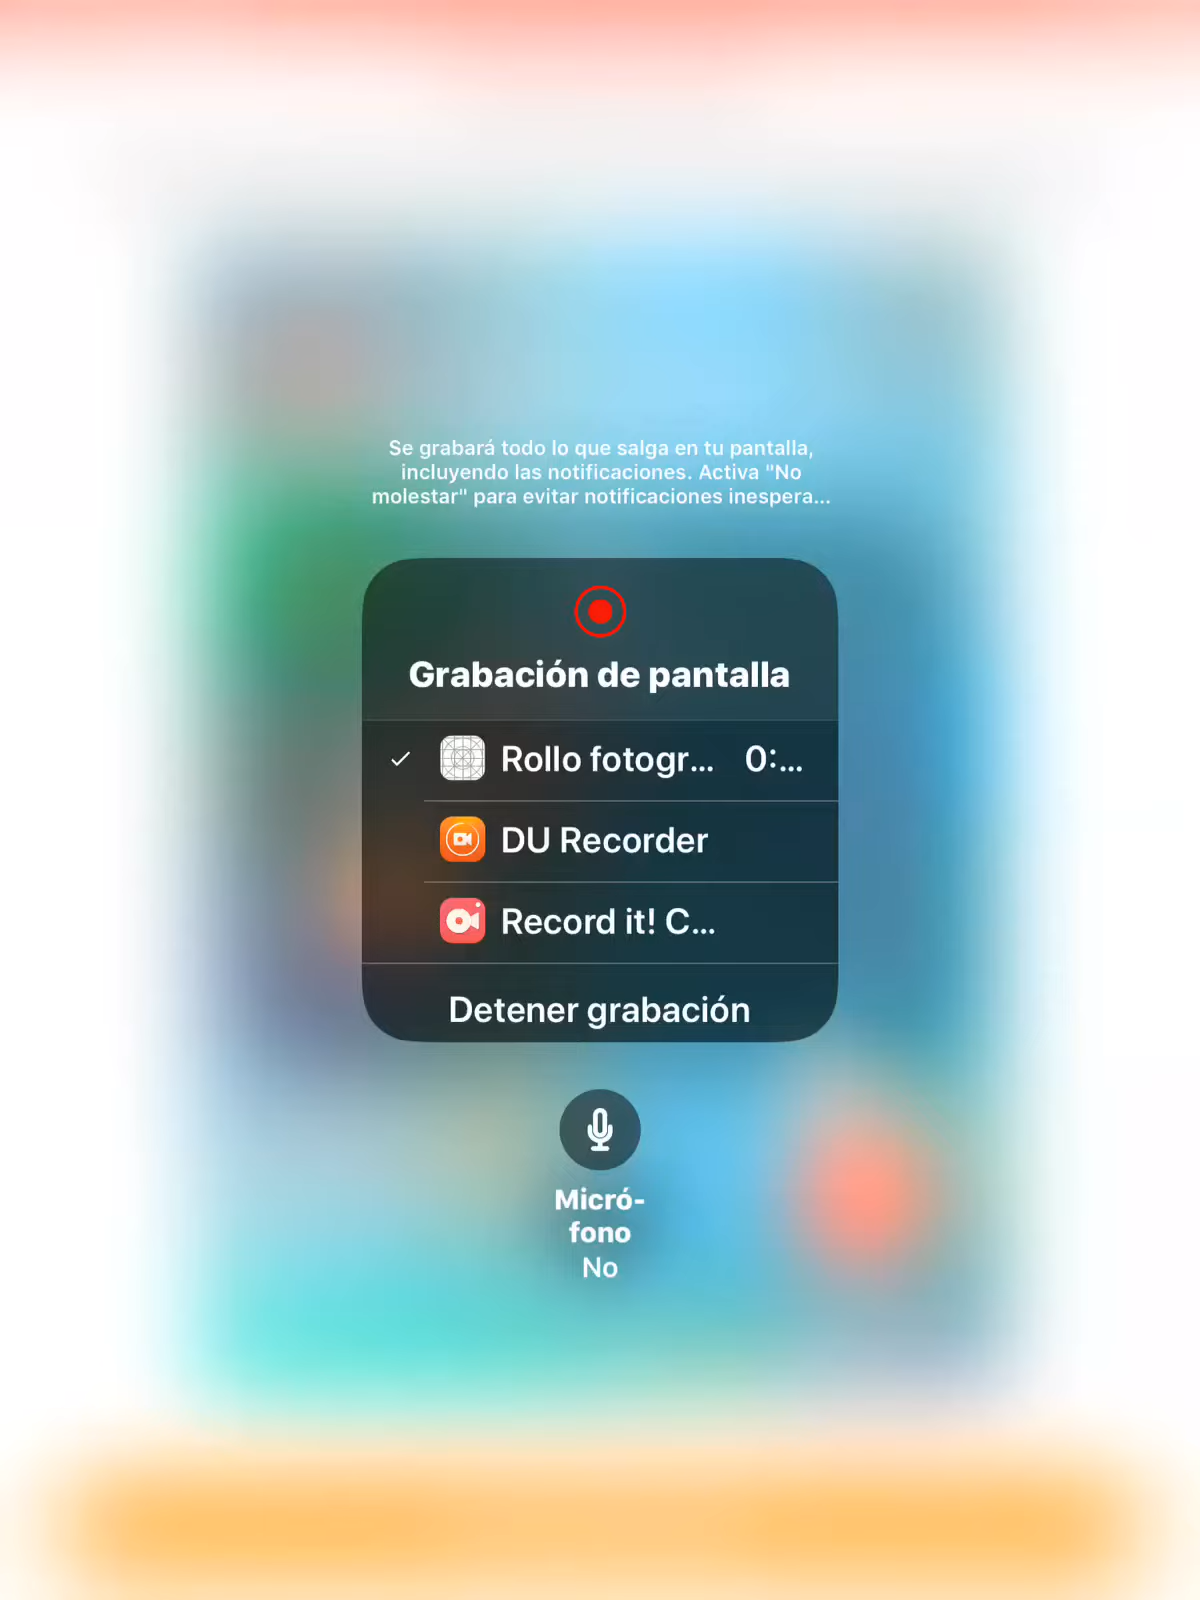 Se grabará todo lo que salga en tu pantalla,
incluyendo las notificaciones. Activa "No
molestar" para evitar notificaciones inespera...
Grabación de pantalla
Rollo fotogr... 0:...
DU Recorder
Record it! C...
Detener grabación
Micró-
fono
No